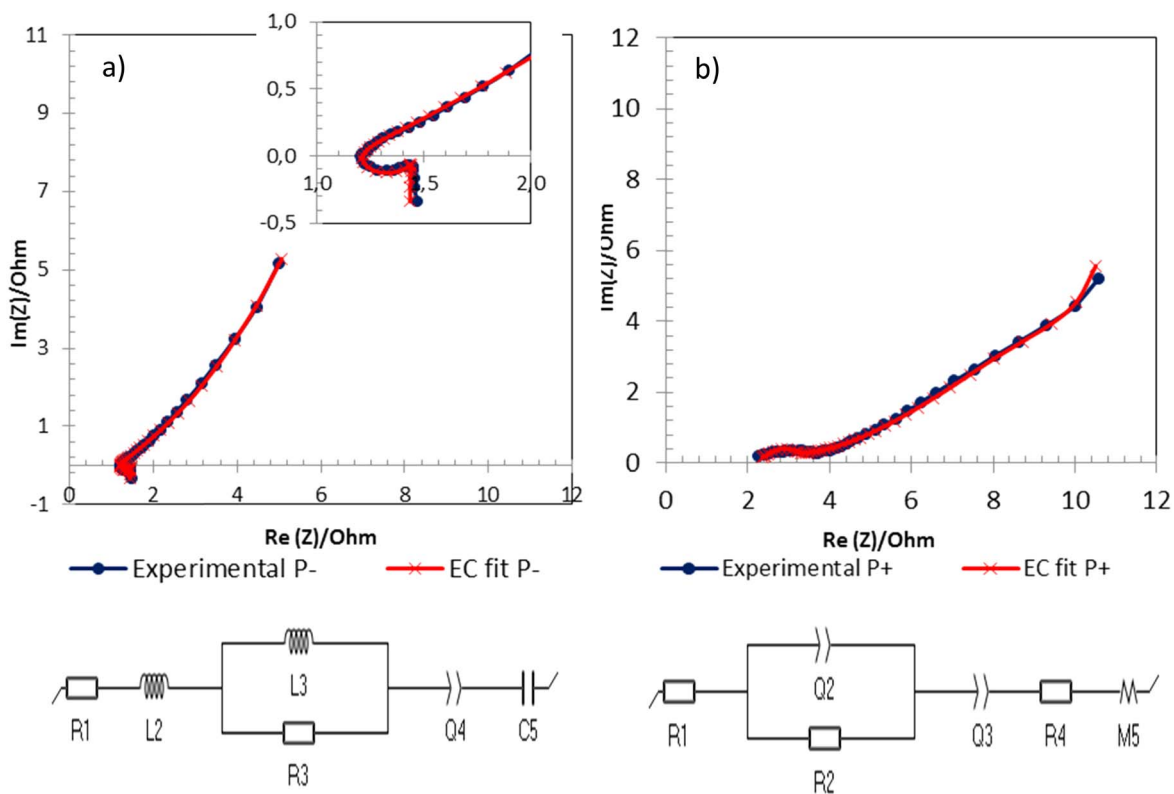 a)
11
9
7
5
3
1
-1
0
2
4
6
8
10
12
Im(Z)/Ohm
Re (Z)/Ohm
1,0
0,5
0,0
-0,5
1,0
,5
2,0
Experimental P-
EC fit P-
R1
L2
L3
R3
Q4
C5
b)
12
10
8
6
4
2
0
0
2
4
6
8
10
12
Im(Z)/Ohm
Re (Z)/Ohm
Experimental P+
EC fit P+
R1
Q2
R2
Q3
R4
M5